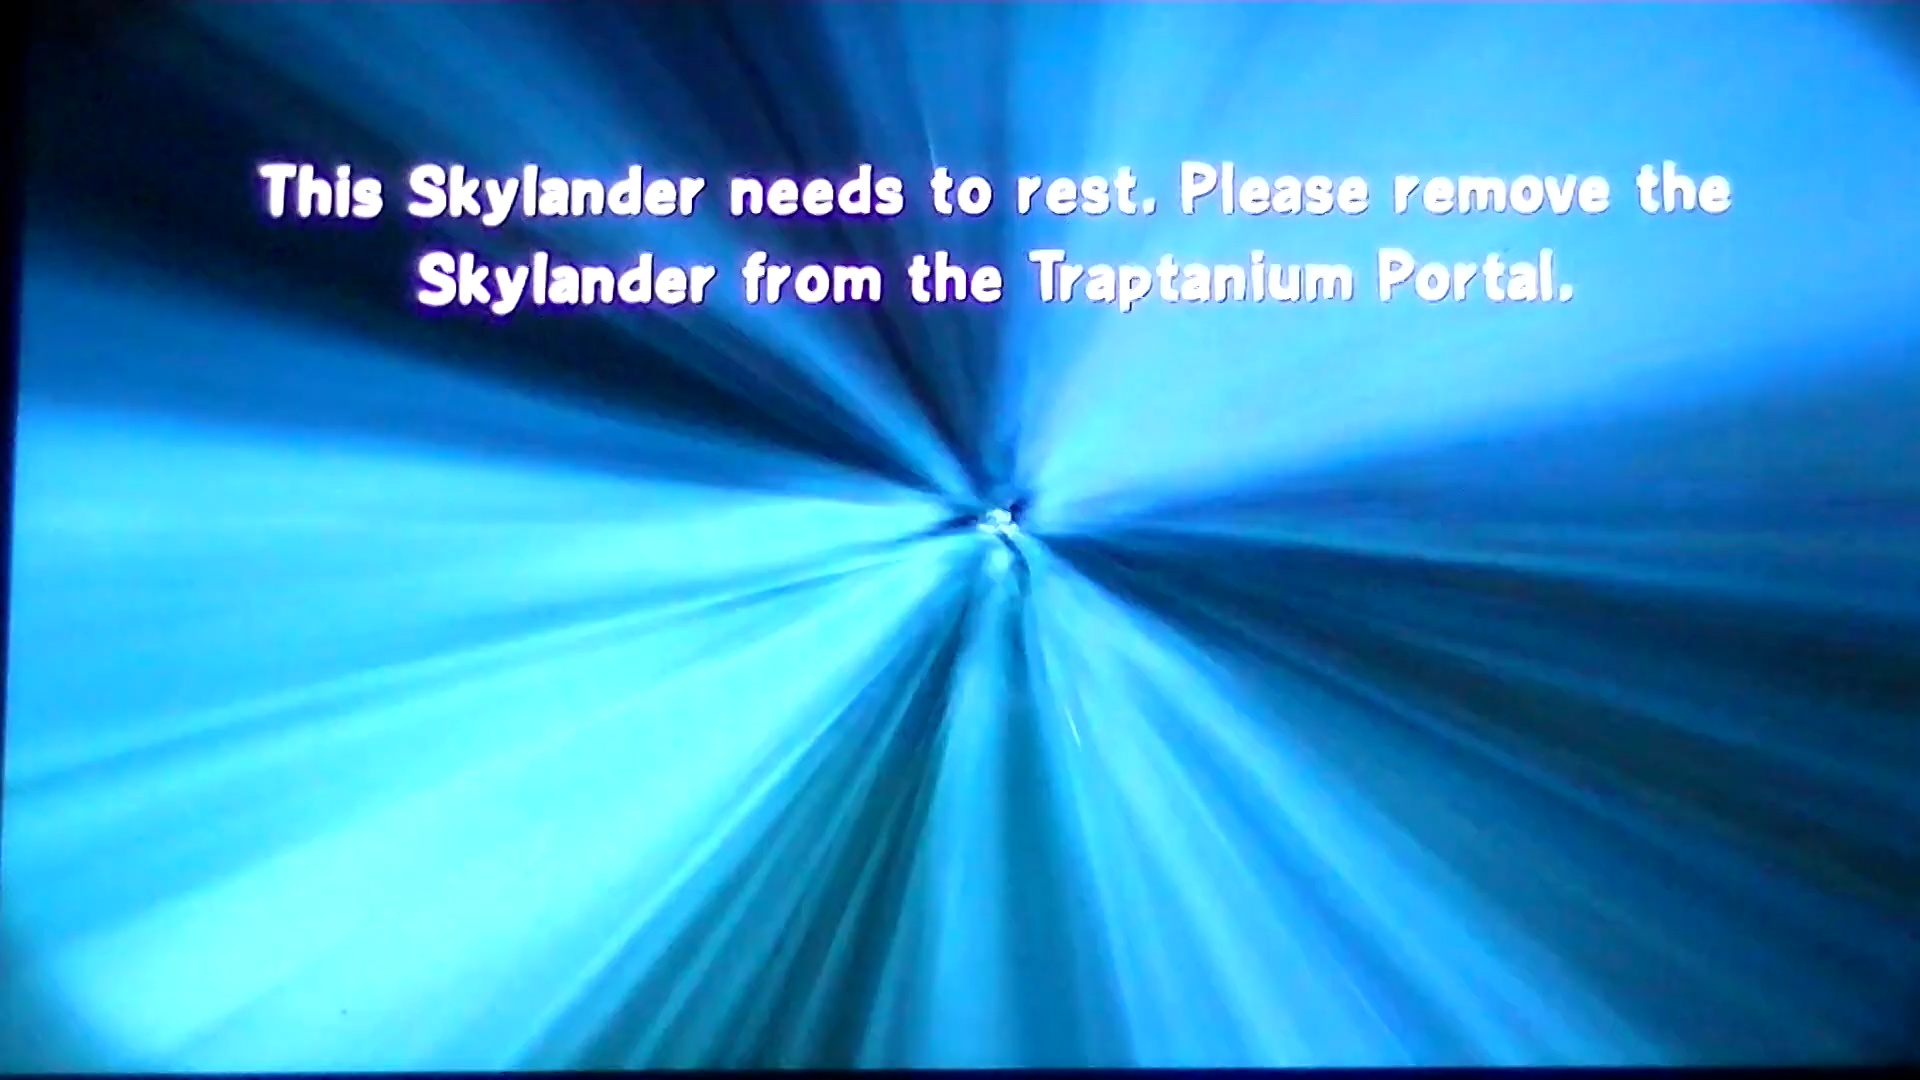 This Skylander needs to rest. Please remove the
Skylander from the Traptanium Portal.